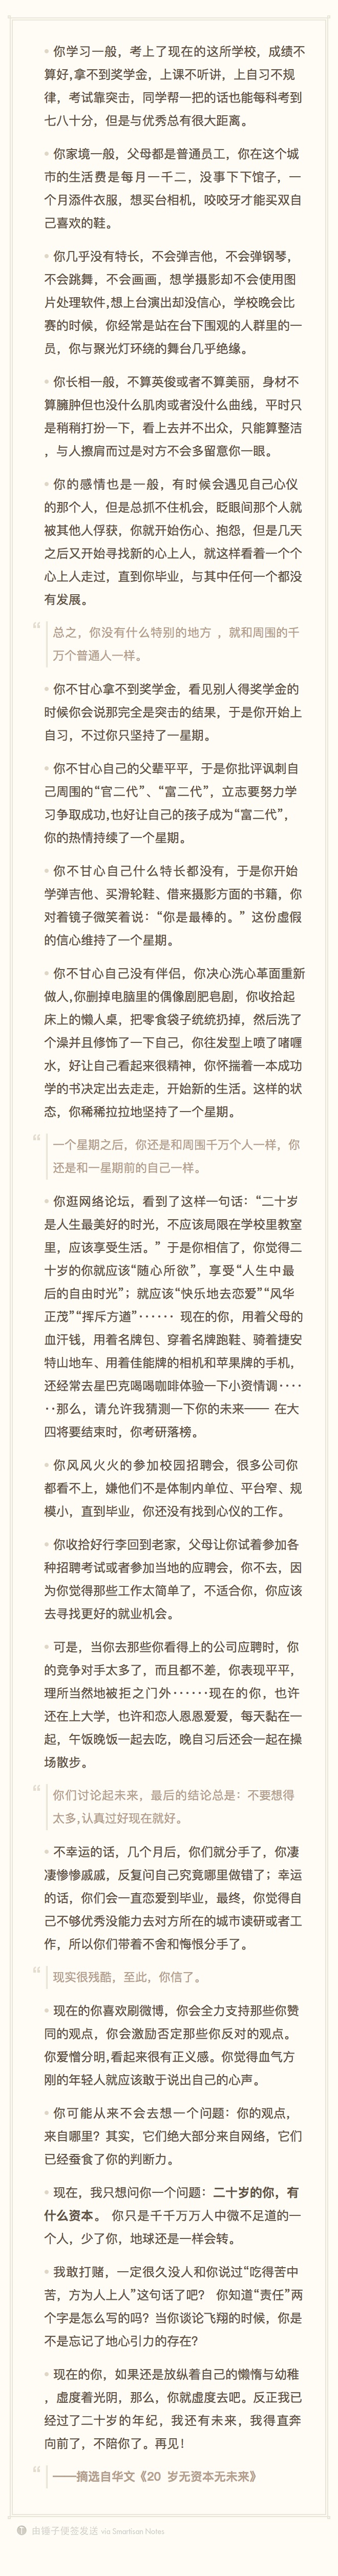 • 你学习一般，考上了现在的这所学校，成绩不
算好,拿不到奖学金，上课不听讲，上自习不规
律，考试靠突击，同学帮一把的话也能每科考到
七八十分，但是与优秀总有很大距离。
• 你家境一般，父母都是普通员工，你在这个城
市的生活费是每月一千二，没事下下馆子，一
个月添件衣服，想买台相机，咬咬牙才能买双自
己喜欢的鞋。
• 你几乎没有特长，不会弹吉他，不会弹钢琴，
不会跳舞，不会画画，想学摄影却不会使用图
片处理软件,想上台演出却没信心，学校晚会比
赛的时候，你经常是站在台下围观的人群里的一
员，你与聚光灯环绕的舞台几乎绝缘。
• 你长相一般，不算英俊或者不算美丽，身材不
算臃肿但也没什么肌肉或者没什么曲线，平时只
是稍稍打扮一下，看上去并不出众，只能算整洁
，与人擦肩而过是对方不会多留意你一眼。
• 你的感情也是一般，有时候会遇见自己心仪
的那个人，但是总抓不住机会，眨眼间那个人就
被其他人俘获，你就开始伤心、抱怨，但是几天
之后又开始寻找新的心上人，就这样看着一个个
心上人走过，直到你毕业，与其中任何一个都没
有发展。
“ 总之，你没有什么特别的地方 ，就和周围的千
万个普通人一样。
• 你不甘心拿不到奖学金，看见别人得奖学金的
时候你会说那完全是突击的结果，于是你开始上
自习，不过你只坚持了一星期。
• 你不甘心自己的父辈平平，于是你批评讽刺自
己周围的“官二代”、“富二代”，立志要努力学
习争取成功,也好让自己的孩子成为“富二代”，
你的热情持续了一个星期。
• 你不甘心自己什么特长都没有，于是你开始
学弹吉他、买滑轮鞋、借来摄影方面的书籍，你
对着镜子微笑着说：“你是最棒的。”这份虚假
的信心维持了一个星期。
• 你不甘心自己没有伴侣，你决心洗心革面重新
做人,你删掉电脑里的偶像剧肥皂剧，你收拾起
床上的懒人桌，把零食袋子统统扔掉，然后洗了
个澡并且修饰了一下自己，你往发型上喷了啫喱
水，好让自己看起来很精神，你怀揣着一本成功
学的书决定出去走走，开始新的生活。这样的状
态，你稀稀拉拉地坚持了一个星期。
“ 一个星期之后，你还是和周围千万个人一样，你
还是和一星期前的自己一样。
• 你逛网络论坛，看到了这样一句话：“二十岁
是人生最美好的时光，不应该局限在学校里教室
里，应该享受生活。”于是你相信了，你觉得二
十岁的你就应该“随心所欲”，享受“人生中最
后的自由时光”；就应该“快乐地去恋爱”“风华
正茂”“挥斥方遒”······ 现在的你，用着父母的
血汗钱，用着名牌包、穿着名牌跑鞋、骑着捷安
特山地车、用着佳能牌的相机和苹果牌的手机，
还经常去星巴克喝喝咖啡体验一下小资情调····
··那么，请允许我猜测一下你的未来—— 在大
四将要结束时，你考研落榜。
• 你风风火火的参加校园招聘会，很多公司你
都看不上，嫌他们不是体制内单位、平台窄、规
模小，直到毕业，你还没有找到心仪的工作。
• 你收拾好行李回到老家，父母让你试着参加各
种招聘考试或者参加当地的应聘会，你不去，因
为你觉得那些工作太简单了，不适合你，你应该
去寻找更好的就业机会。
• 可是，当你去那些你看得上的公司应聘时，你
的竞争对手太多了，而且都不差，你表现平平，
理所当然地被拒之门外······现在的你，也许
还在上大学，也许和恋人恩恩爱爱，每天黏在一
起，午饭晚饭一起去吃，晚自习后还会一起在操
场散步。
“ 你们讨论起未来，最后的结论总是：不要想得
太多,认真过好现在就好。
• 不幸运的话，几个月后，你们就分手了，你凄
凄惨惨戚戚，反复问自己究竟哪里做错了；幸运
的话，你们会一直恋爱到毕业，最终，你觉得自
己不够优秀没能力去对方所在的城市读研或者工
作，所以你们带着不舍和悔恨分手了。
“ 现实很残酷，至此，你信了。
• 现在的你喜欢刷微博，你会全力支持那些你赞
同的观点，你会激励否定那些你反对的观点。
你爱憎分明,看起来很有正义感。你觉得血气方
刚的年轻人就应该敢于说出自己的心声。
• 你可能从来不会去想一个问题：你的观点，
来自哪里？其实，它们绝大部分来自网络，它们
已经蚕食了你的判断力。
• 现在，我只想问你一个问题：二十岁的你，有
什么资本。 你只是千千万万人中微不足道的一
个人，少了你，地球还是一样会转。
• 我敢打赌，一定很久没人和你说过“吃得苦中
苦，方为人上人”这句话了吧？ 你知道“责任”两
个字是怎么写的吗？当你谈论飞翔的时候，你是
不是忘记了地心引力的存在？
• 现在的你，如果还是放纵着自己的懒惰与幼稚
，虚度着光阴，那么，你就虚度去吧。反正我已
经过了二十岁的年纪，我还有未来，我得直奔
向前了，不陪你了。再见！
“ ——摘选自华文《20 岁无资本无未来》
由锤子便签发送 via Smartisan Notes